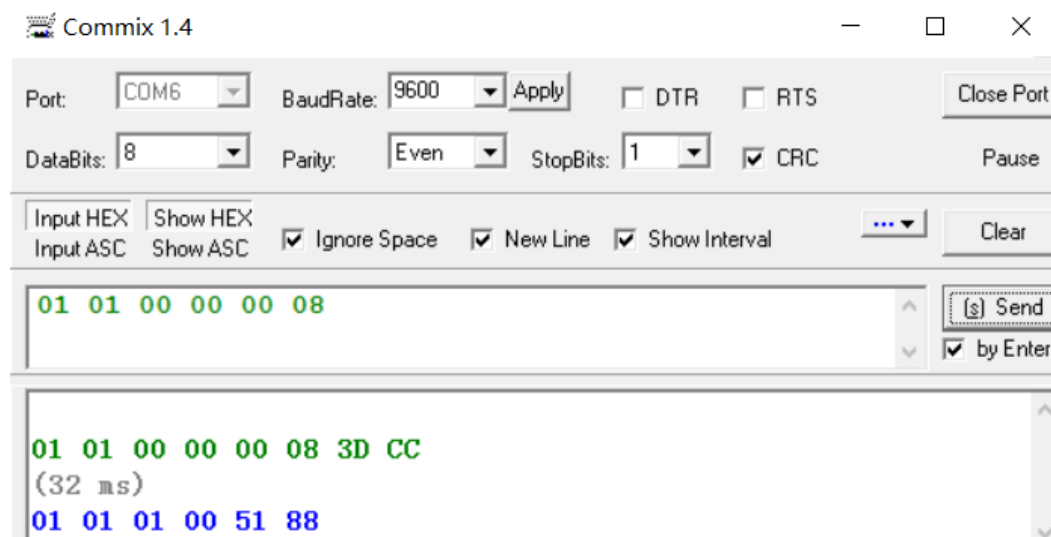 Commix 1.4
Port: COM6 BaudRate: 9600 Apply DTR RTS Close Port
DataBits: 8 Parity: Even StopBits: 1 CRC Pause
Input HEX Show HEX
Input ASC Show ASC Ignore Space New Line Show Interval ... Clear
01 01 00 00 00 08
(s) Send
by Enter
01 01 00 00 00 08 3D CC
(32 ms)
01 01 01 00 51 88